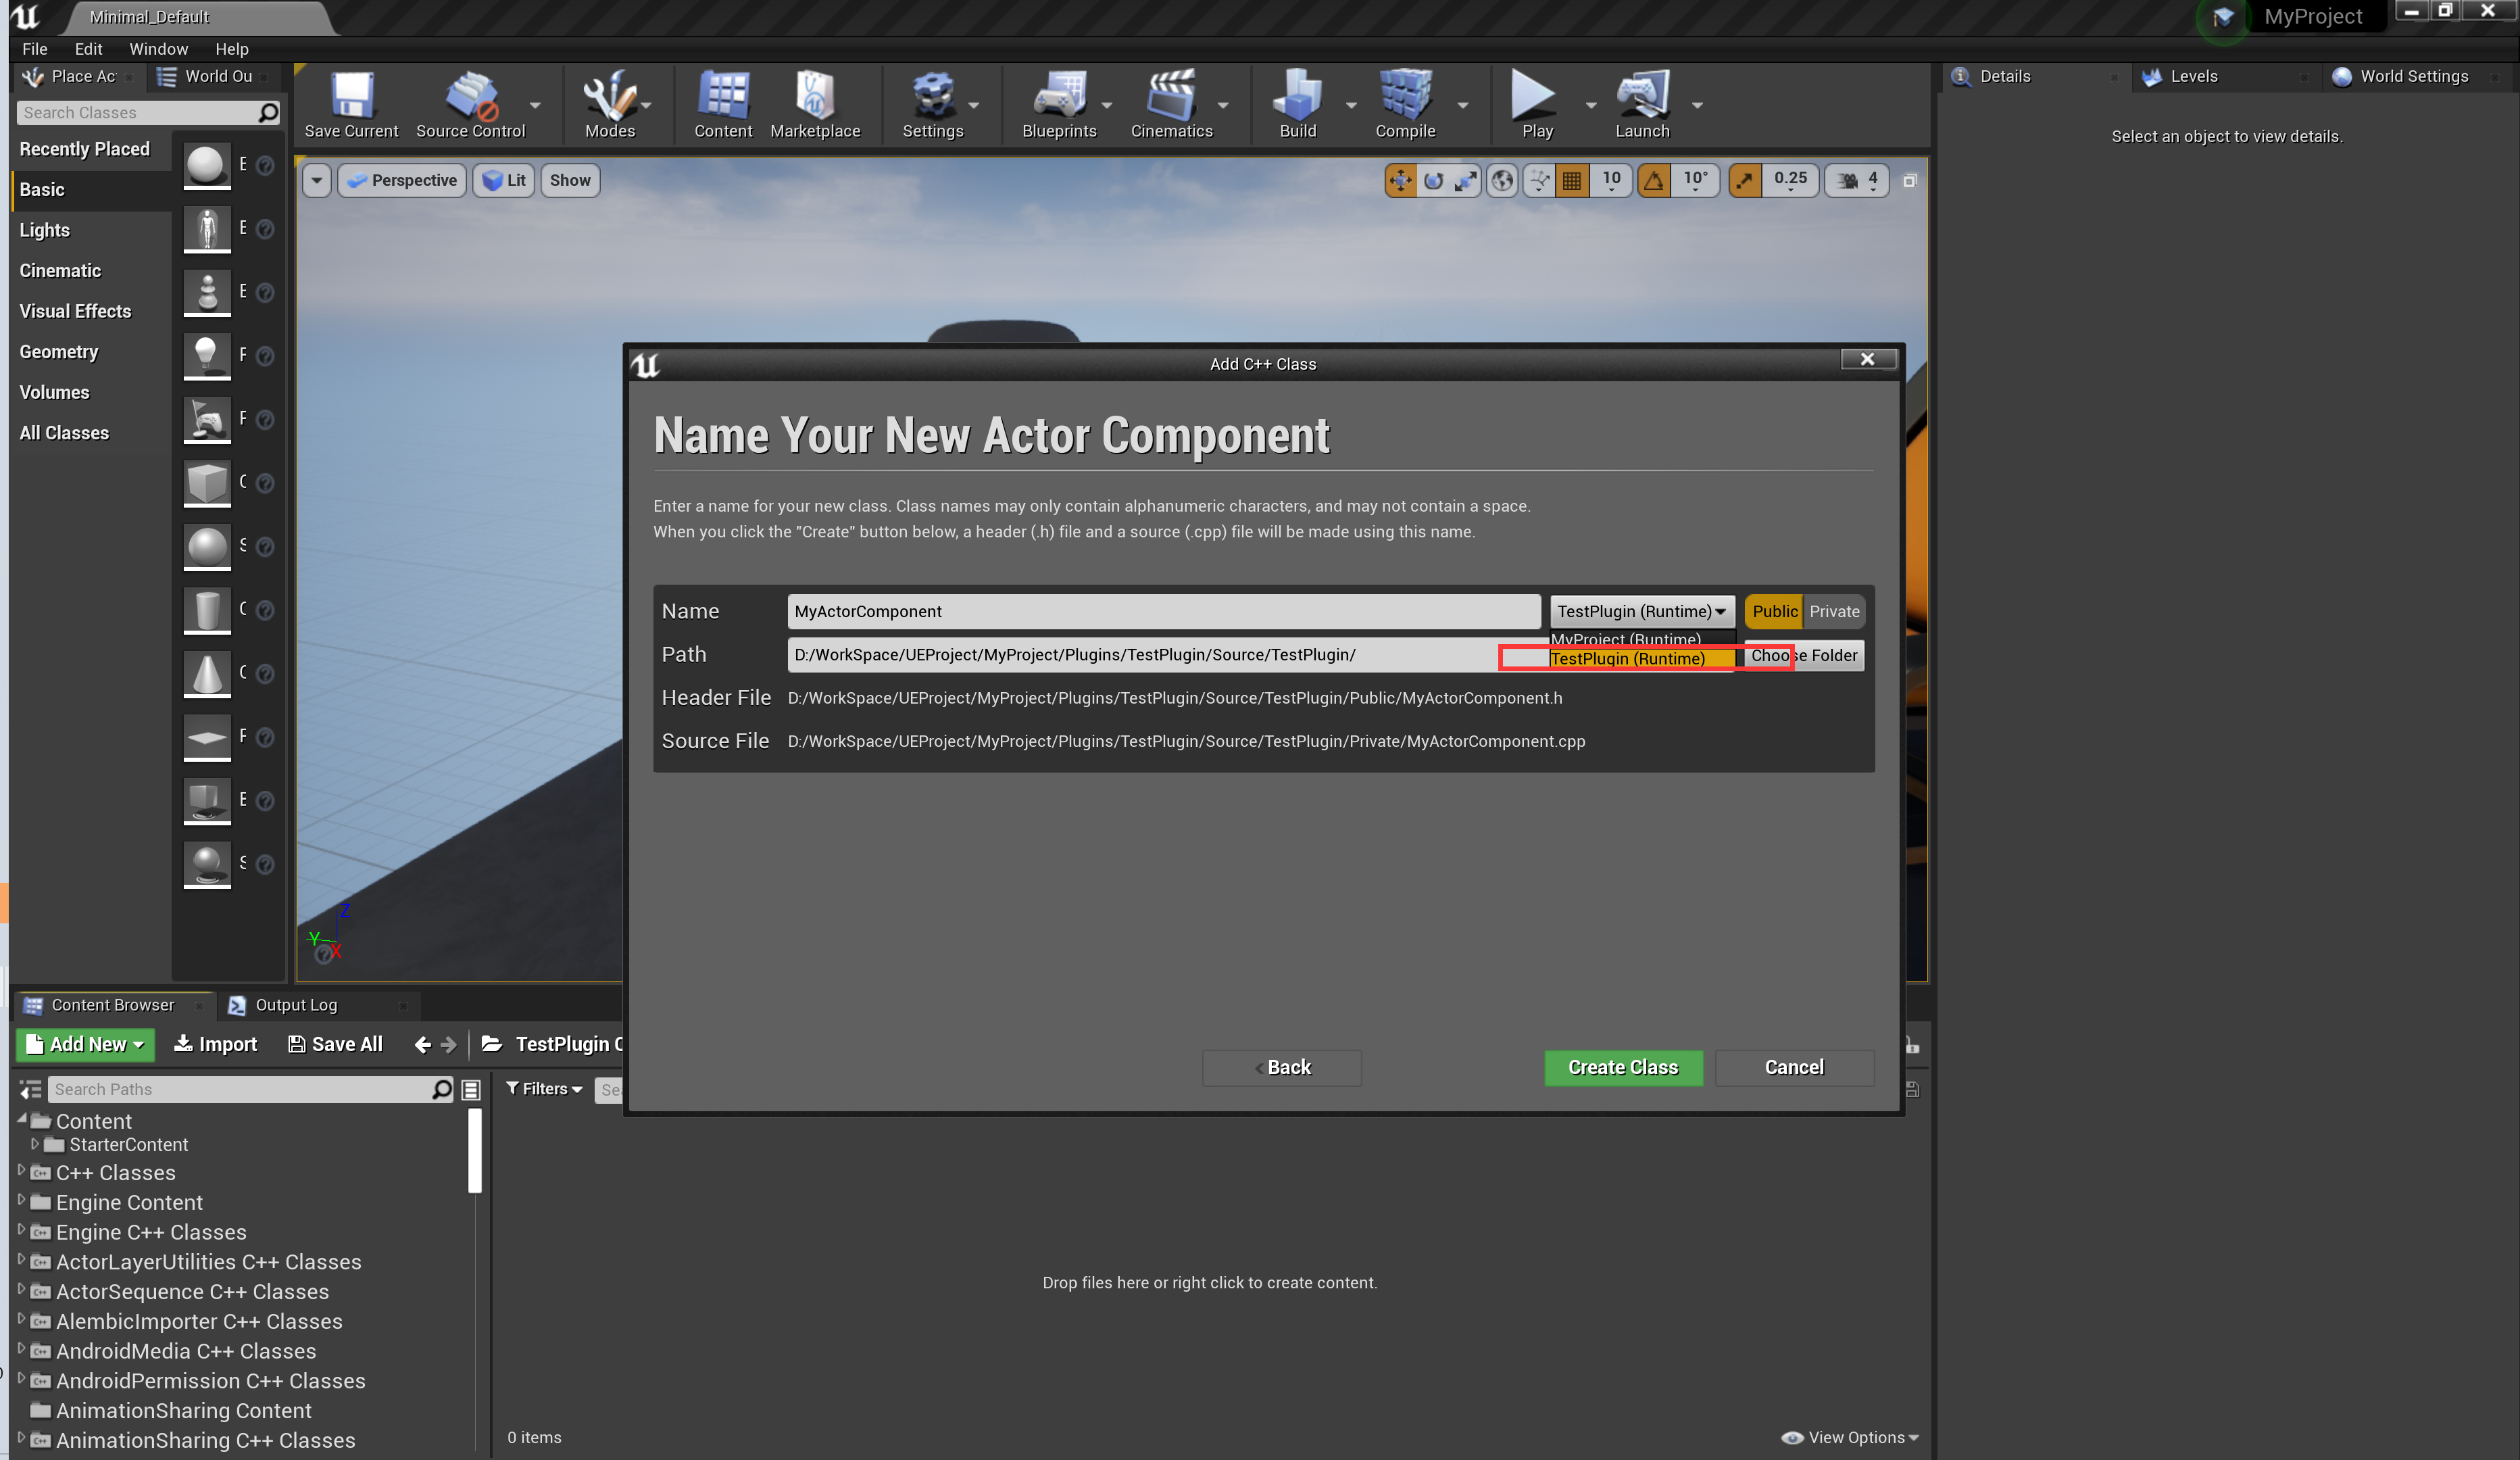 Minimal_Default
MyProject
File Edit Window Help
Place Ac World Ou
Search Classes
Recently Placed
Basic
Lights
Cinematic
Visual Effects
Geometry
Volumes
All Classes
E
E
E
F
F
C
S
C
C
F
E
S
Save Current Source Control Modes Content Marketplace Settings Blueprints Cinematics Build Compile Play Launch
Perspective Lit Show
10 10° 0.25 4
Details Levels World Settings
Select an object to view details.
Add C++ Class
Name Your New Actor Component
Enter a name for your new class. Class names may only contain alphanumeric characters, and may not contain a space.
When you click the "Create" button below, a header (.h) file and a source (.cpp) file will be made using this name.
Name MyActorComponent TestPlugin (Runtime) Public Private
MyProject (Runtime)
Path D:/WorkSpace/UEProject/MyProject/Plugins/TestPlugin/Source/TestPlugin/ TestPlugin (Runtime) Choose Folder
Header File D:/WorkSpace/UEProject/MyProject/Plugins/TestPlugin/Source/TestPlugin/Public/MyActorComponent.h
Source File D:/WorkSpace/UEProject/MyProject/Plugins/TestPlugin/Source/TestPlugin/Private/MyActorComponent.cpp
Back Create Class Cancel
Z
Y
X
Content Browser Output Log
Add New Import Save All TestPlugin C
Search Paths
Filters Sea
Content
StarterContent
C++ Classes
Engine Content
Engine C++ Classes
ActorLayerUtilities C++ Classes
ActorSequence C++ Classes
AlembicImporter C++ Classes
AndroidMedia C++ Classes
AndroidPermission C++ Classes
AnimationSharing Content
AnimationSharing C++ Classes
Drop files here or right click to create content.
0 items
View Options